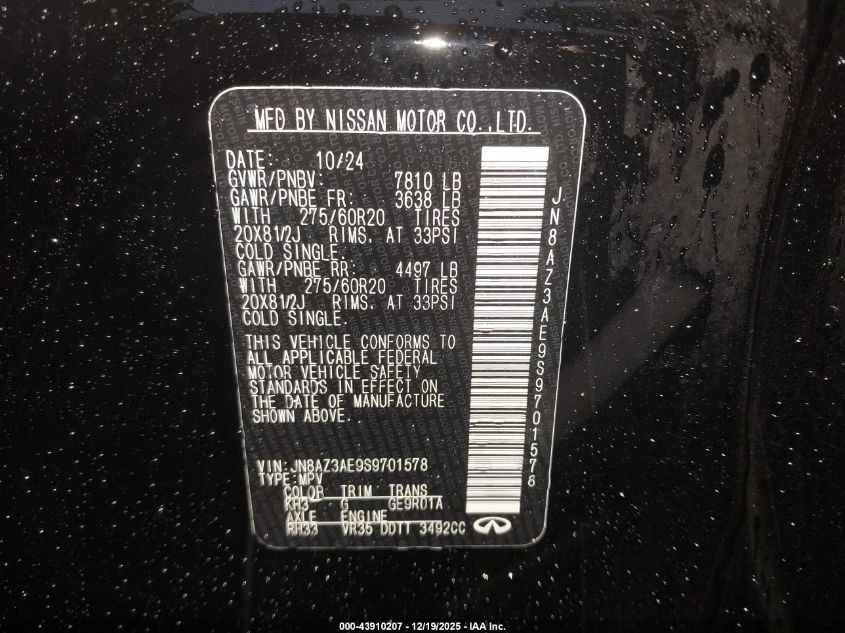 MFD BY NISSAN MOTOR CO.,LTD.
DATE: 10/24
GVWR/PNBV: 7810 LB
GAWR/PNBE FR: 3638 LB
WITH 275/60R20 TIRES
20X81/2J RIMS. AT 33PSI
COLD SINGLE.
GAWR/PNBE RR: 4497 LB
WITH 275/60R20 TIRES
20X81/2J RIMS. AT 33PSI
COLD SINGLE.
THIS VEHICLE CONFORMS TO
ALL APPLICABLE FEDERAL
MOTOR VEHICLE SAFETY
STANDARDS IN EFFECT ON
THE DATE OF MANUFACTURE
SHOWN ABOVE.
VIN: JN8AZ3AE9S9701578
TYPE: MPV
COLOR TRIM TRANS
KH3 G GE9R01A
AXLE ENGINE
RH33 VR35 DDTT 3492CC
JN8AZ3AE9S9701578
000-43910207 - 12/19/2025 - IAA Inc.